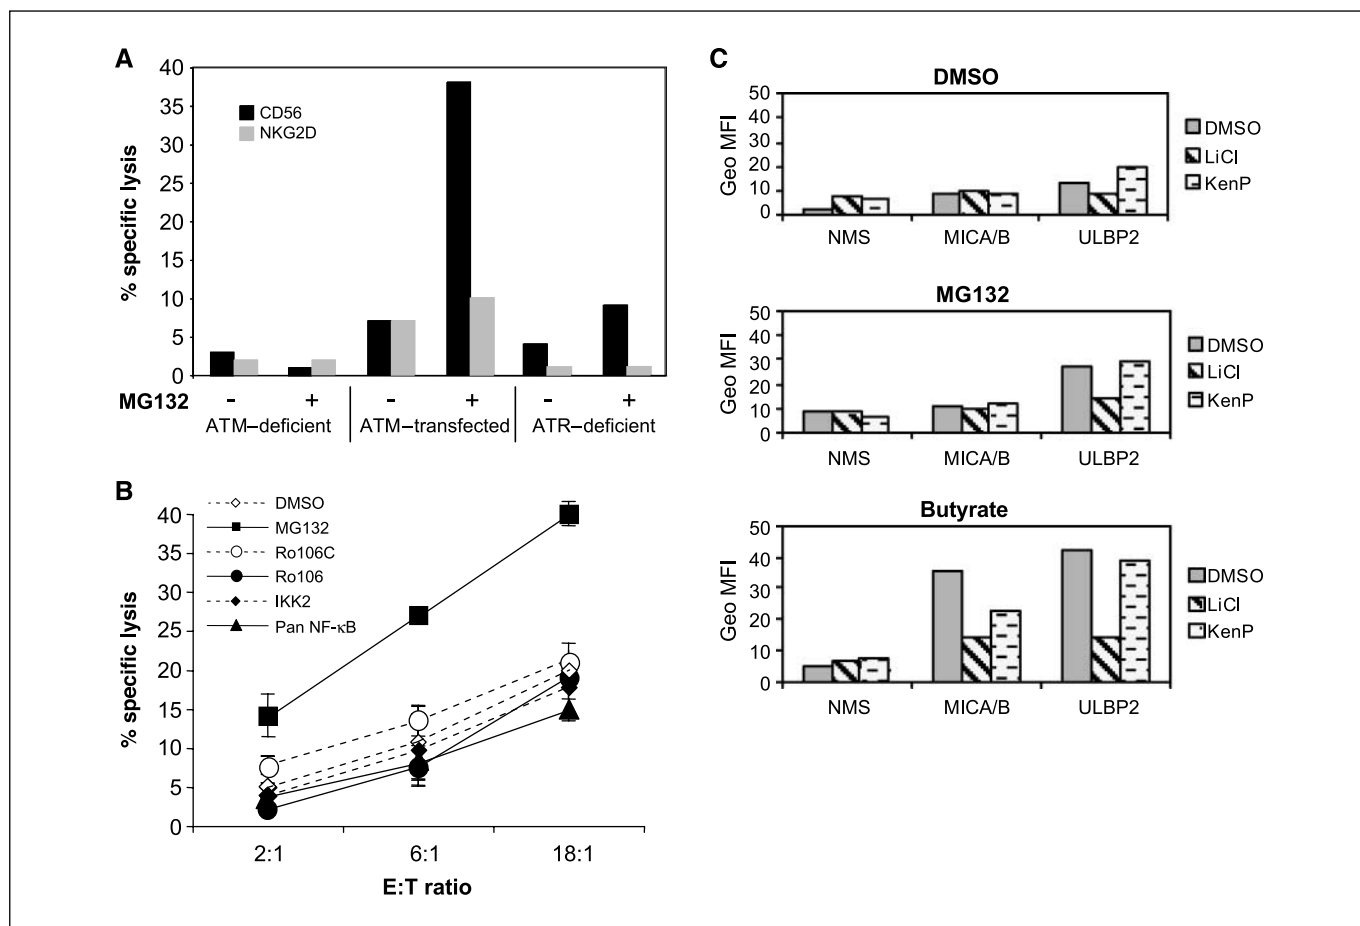 A
40
35
30
25
20
15
10
5
0
% specific lysis
CD56
NKG2D
MG132 - + - + - +
ATM–deficient ATM–transfected ATR–deficient
B
DMSO
MG132
Ro106C
Ro106
IKK2
Pan NF-κB
40
35
30
25
20
15
10
5
0
% specific lysis
2:1 6:1 18:1
E:T ratio
C
DMSO
50
40
30
20
10
0
Geo MFI
NMS MICA/B ULBP2
DMSO
LiCl
KenP
MG132
50
40
30
20
10
0
Geo MFI
NMS MICA/B ULBP2
DMSO
LiCl
KenP
Butyrate
50
40
30
20
10
0
Geo MFI
NMS MICA/B ULBP2
DMSO
LiCl
KenP